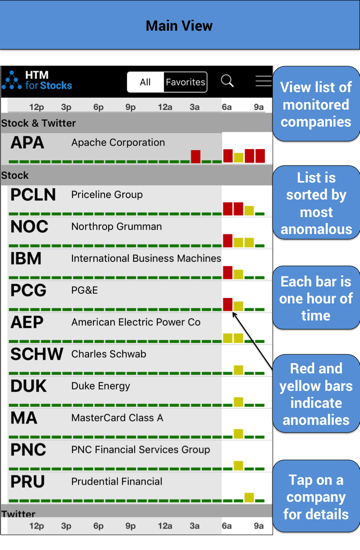 Main View
HTM
for Stocks
All
Favorites
12p 3p 6p 9p 12a 3a 6a 9a
Stock & Twitter
APA Apache Corporation
Stock
PCLN Priceline Group
NOC Northrop Grumman
IBM International Business Machines
PCG PG&E
AEP American Electric Power Co
SCHW Charles Schwab
DUK Duke Energy
MA MasterCard Class A
PNC PNC Financial Services Group
PRU Prudential Financial
Twitter
12p 3p 6p 9p 12a 3a 6a 9a
View list of
monitored
companies
List is
sorted by
most
anomalous
Each bar is
one hour of
time
Red and
yellow bars
indicate
anomalies
Tap on a
company
for details